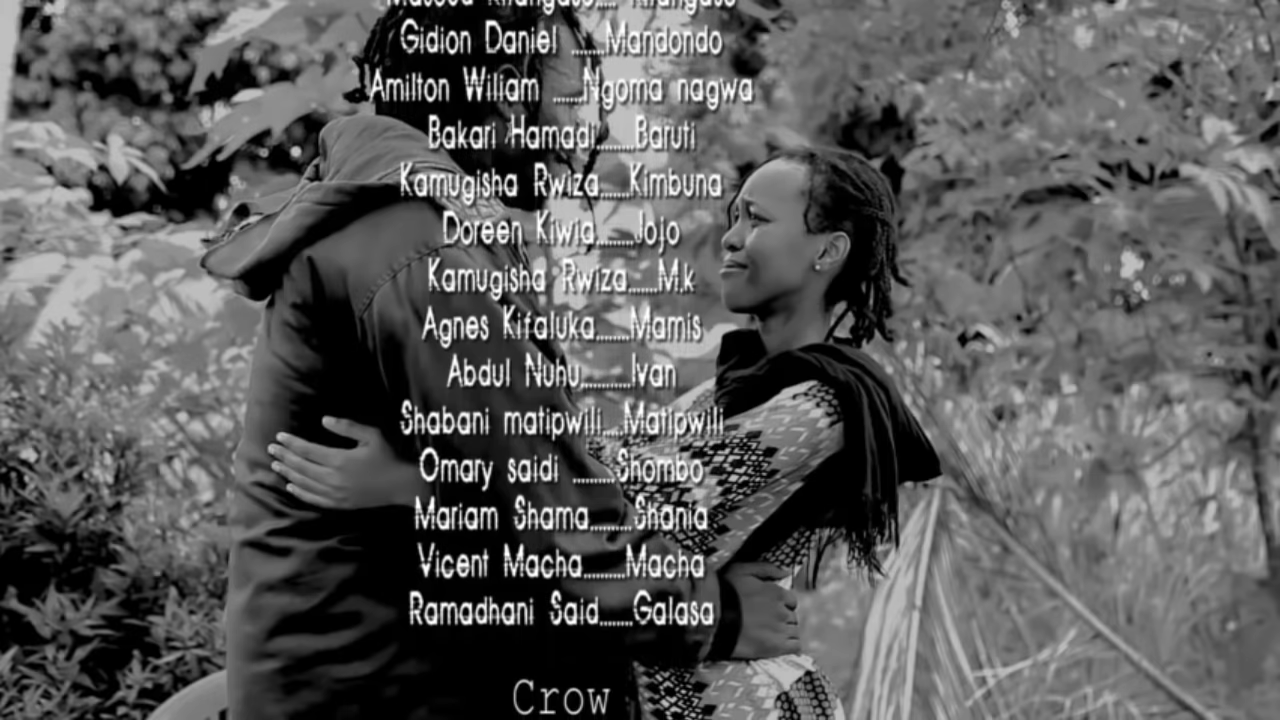 Gidion Daniel .......Mandondo
Amilton Wiliam ......Ngoma nagwa
Bakari Hamadi........Baruti
Kamugisha Rwiza......Kimbuna
Doreen Kiwia........Jojo
Kamugisha Rwiza......M.k
Agnes Kifaluka.......Mamis
Abdul Nuhu..........Ivan
Shabani matipwili....Matipwili
Omary saidi .........Shombo
Mariam Shama.........Shania
Vicent Macha.........Macha
Ramadhani Said.......Galasa
Crow